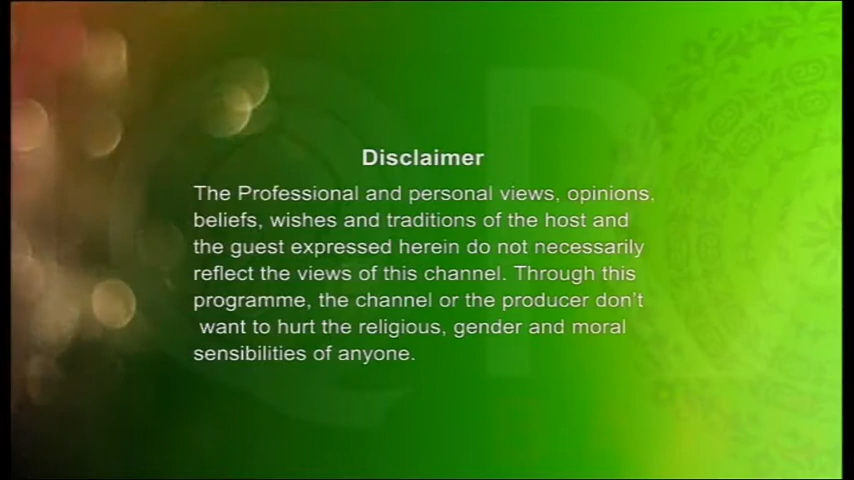 Disclaimer
The Professional and personal views, opinions,
beliefs, wishes and traditions of the host and
the guest expressed herein do not necessarily
reflect the views of this channel. Through this
programme, the channel or the producer don't
want to hurt the religious, gender and moral
sensibilities of anyone.